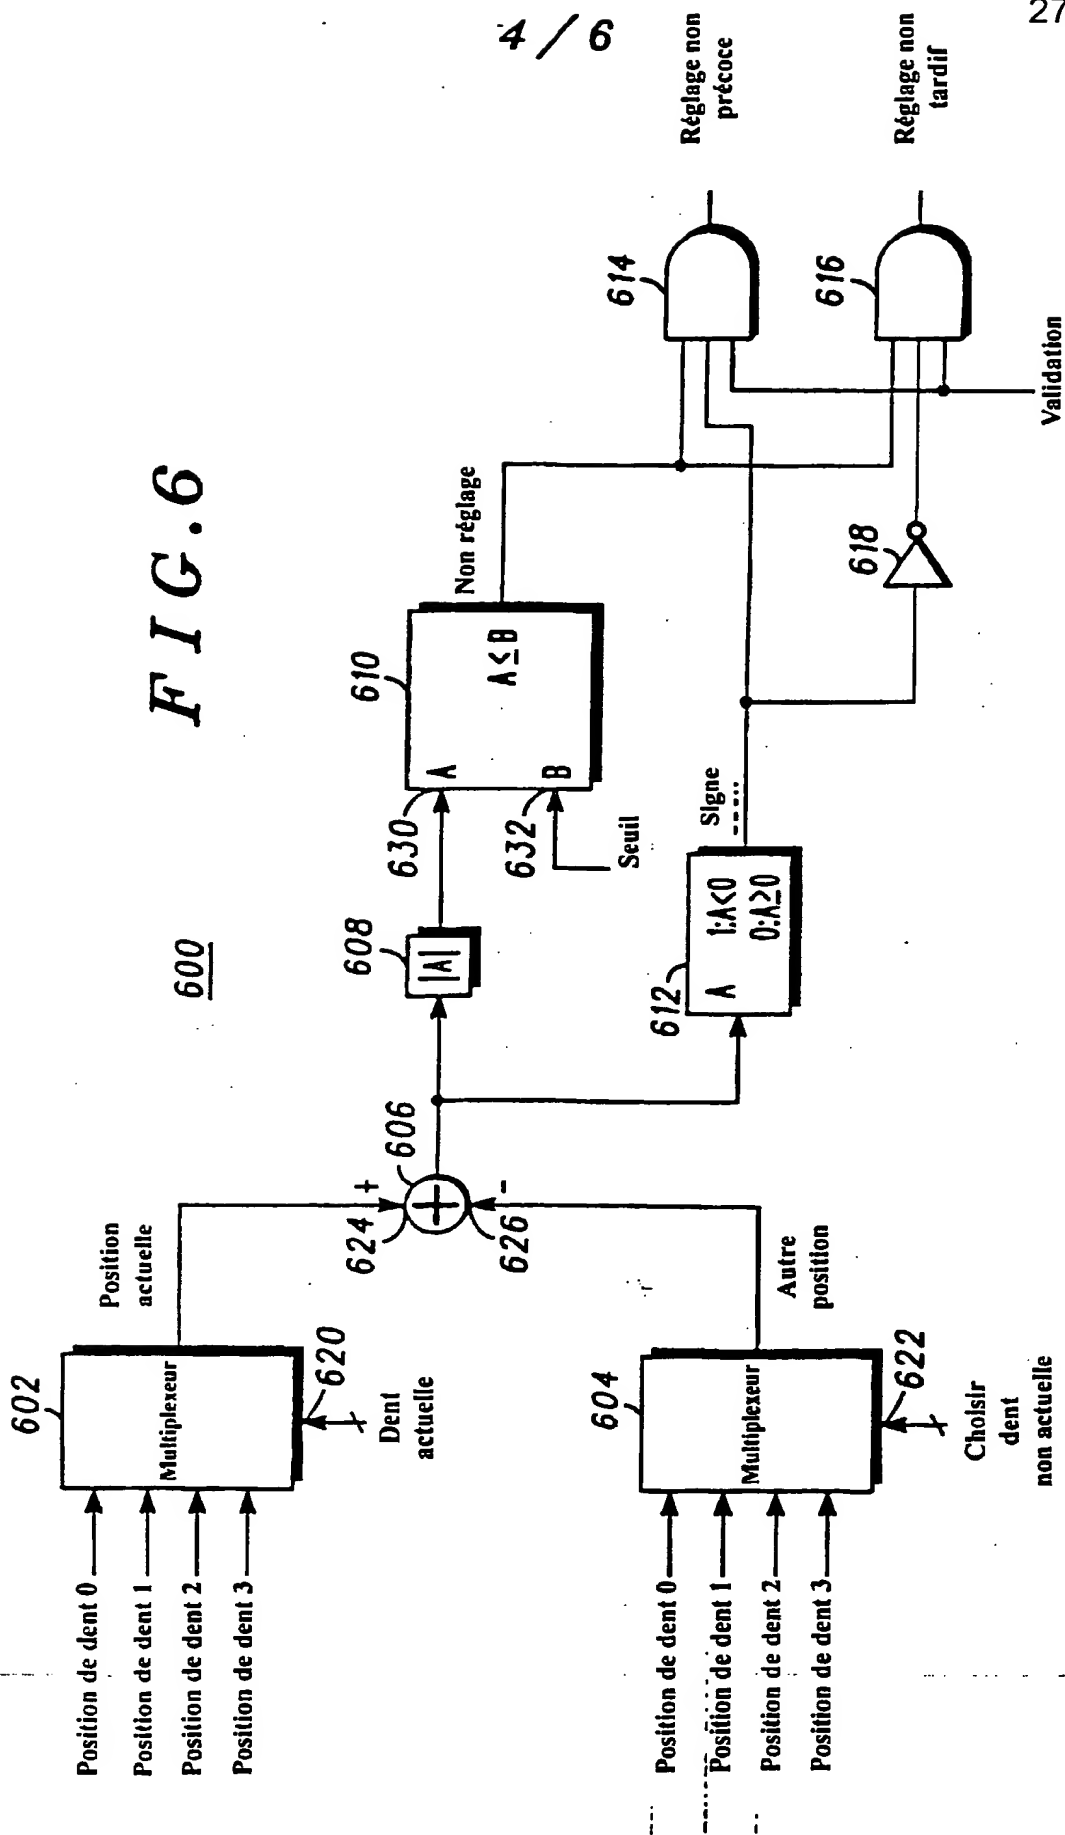 4 / 6
27
FIG.6
600
602
Multiplexeur
Position de dent 0
Position de dent 1
Position de dent 2
Position de dent 3
620
Dent
actuelle
Position
actuelle
604
Multiplexeur
Position de dent 0
Position de dent 1
Position de dent 2
Position de dent 3
622
Choisir
dent
non actuelle
Autre
position
624
+
606
+
626
-
608
|A|
630
A
610
A ≤ B
632
B
Seuil
Non réglage
612
A
1:A<0
0:A≥0
Signe
618
614
Réglage non
précoce
616
Réglage non
tardif
Validation